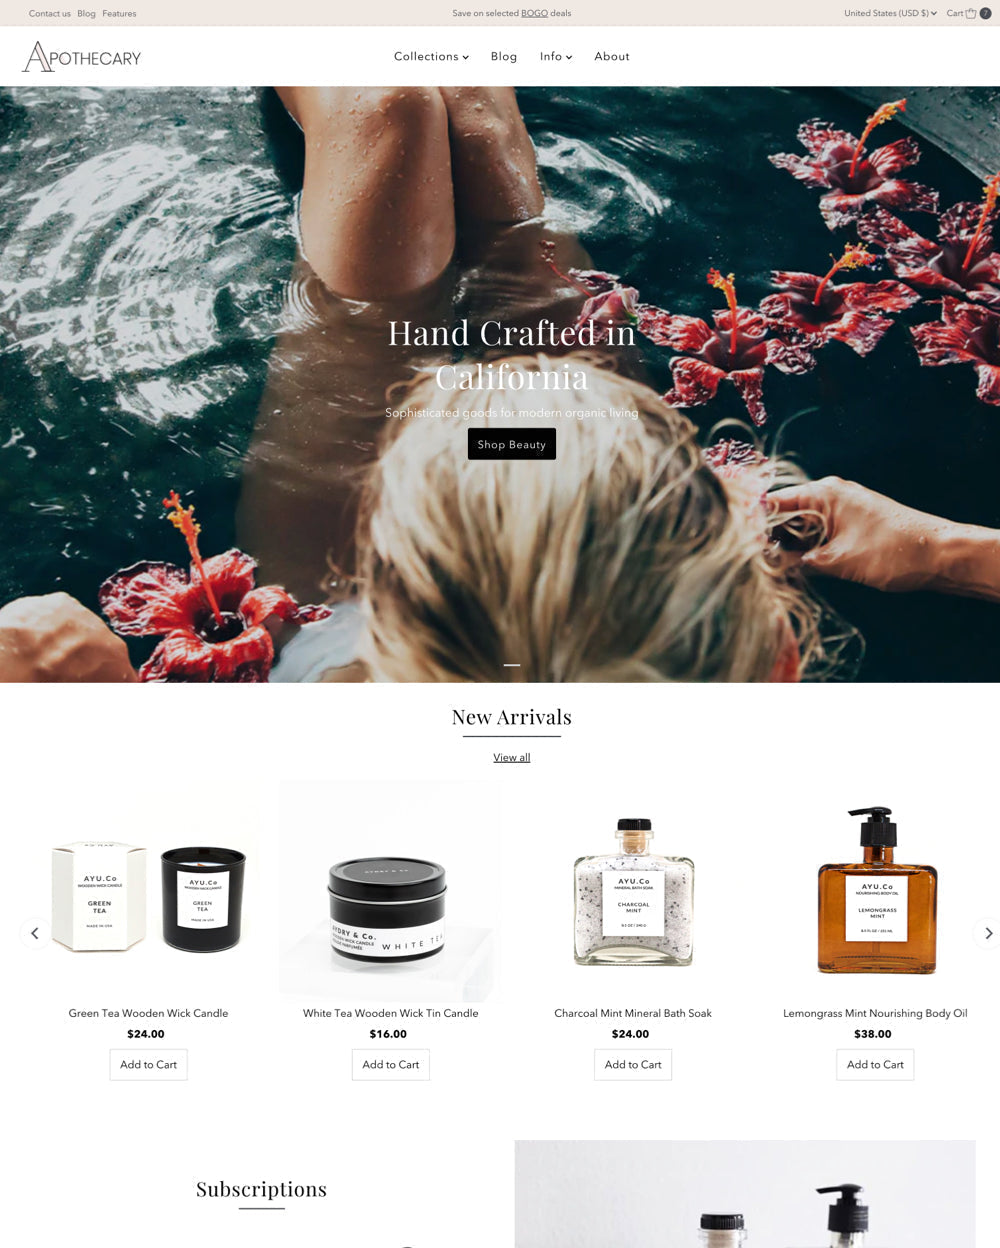 Contact us Blog Features
Save on selected BOGO deals
United States (USD $)
Cart 7
APOTHECARY
Collections
Blog
Info
About
Hand Crafted in
California
Sophisticated goods for modern organic living
Shop Beauty
New Arrivals
View all
AYU.Co
WOODEN WICK CANDLE
GREEN
TEA
MADE IN USA
AYU.Co
WOODEN WICK CANDLE
GREEN
TEA
MADE IN USA
& Co.
WHITE TEA
AYU.Co
MINERAL BATH SOAK
CHARCOAL
MINT
AYU.Co
NOURISHING BODY OIL
LEMONGRASS
MINT
Green Tea Wooden Wick Candle
$24.00
Add to Cart
White Tea Wooden Wick Tin Candle
$16.00
Add to Cart
Charcoal Mint Mineral Bath Soak
$24.00
Add to Cart
Lemongrass Mint Nourishing Body Oil
$38.00
Add to Cart
Subscriptions